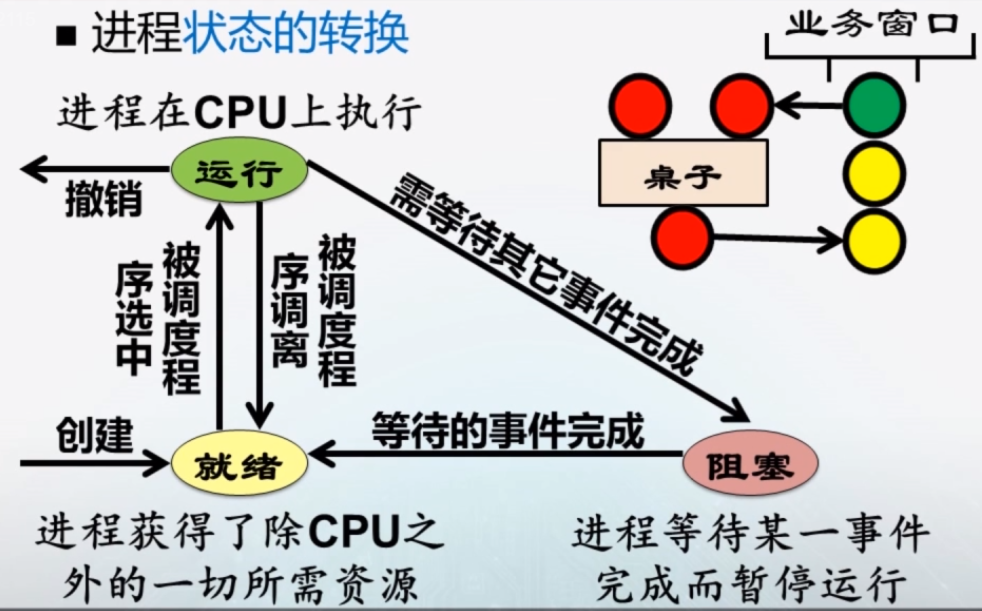 ■ 进程状态的转换
业务窗口
进程在CPU上执行
运行
撤销
桌子
需等待其它事件完成
被调度程
序选中
被调度程
序调离
创建
就绪
等待的事件完成
阻塞
进程获得了除CPU之
外的一切所需资源
进程等待某一事件
完成而暂停运行